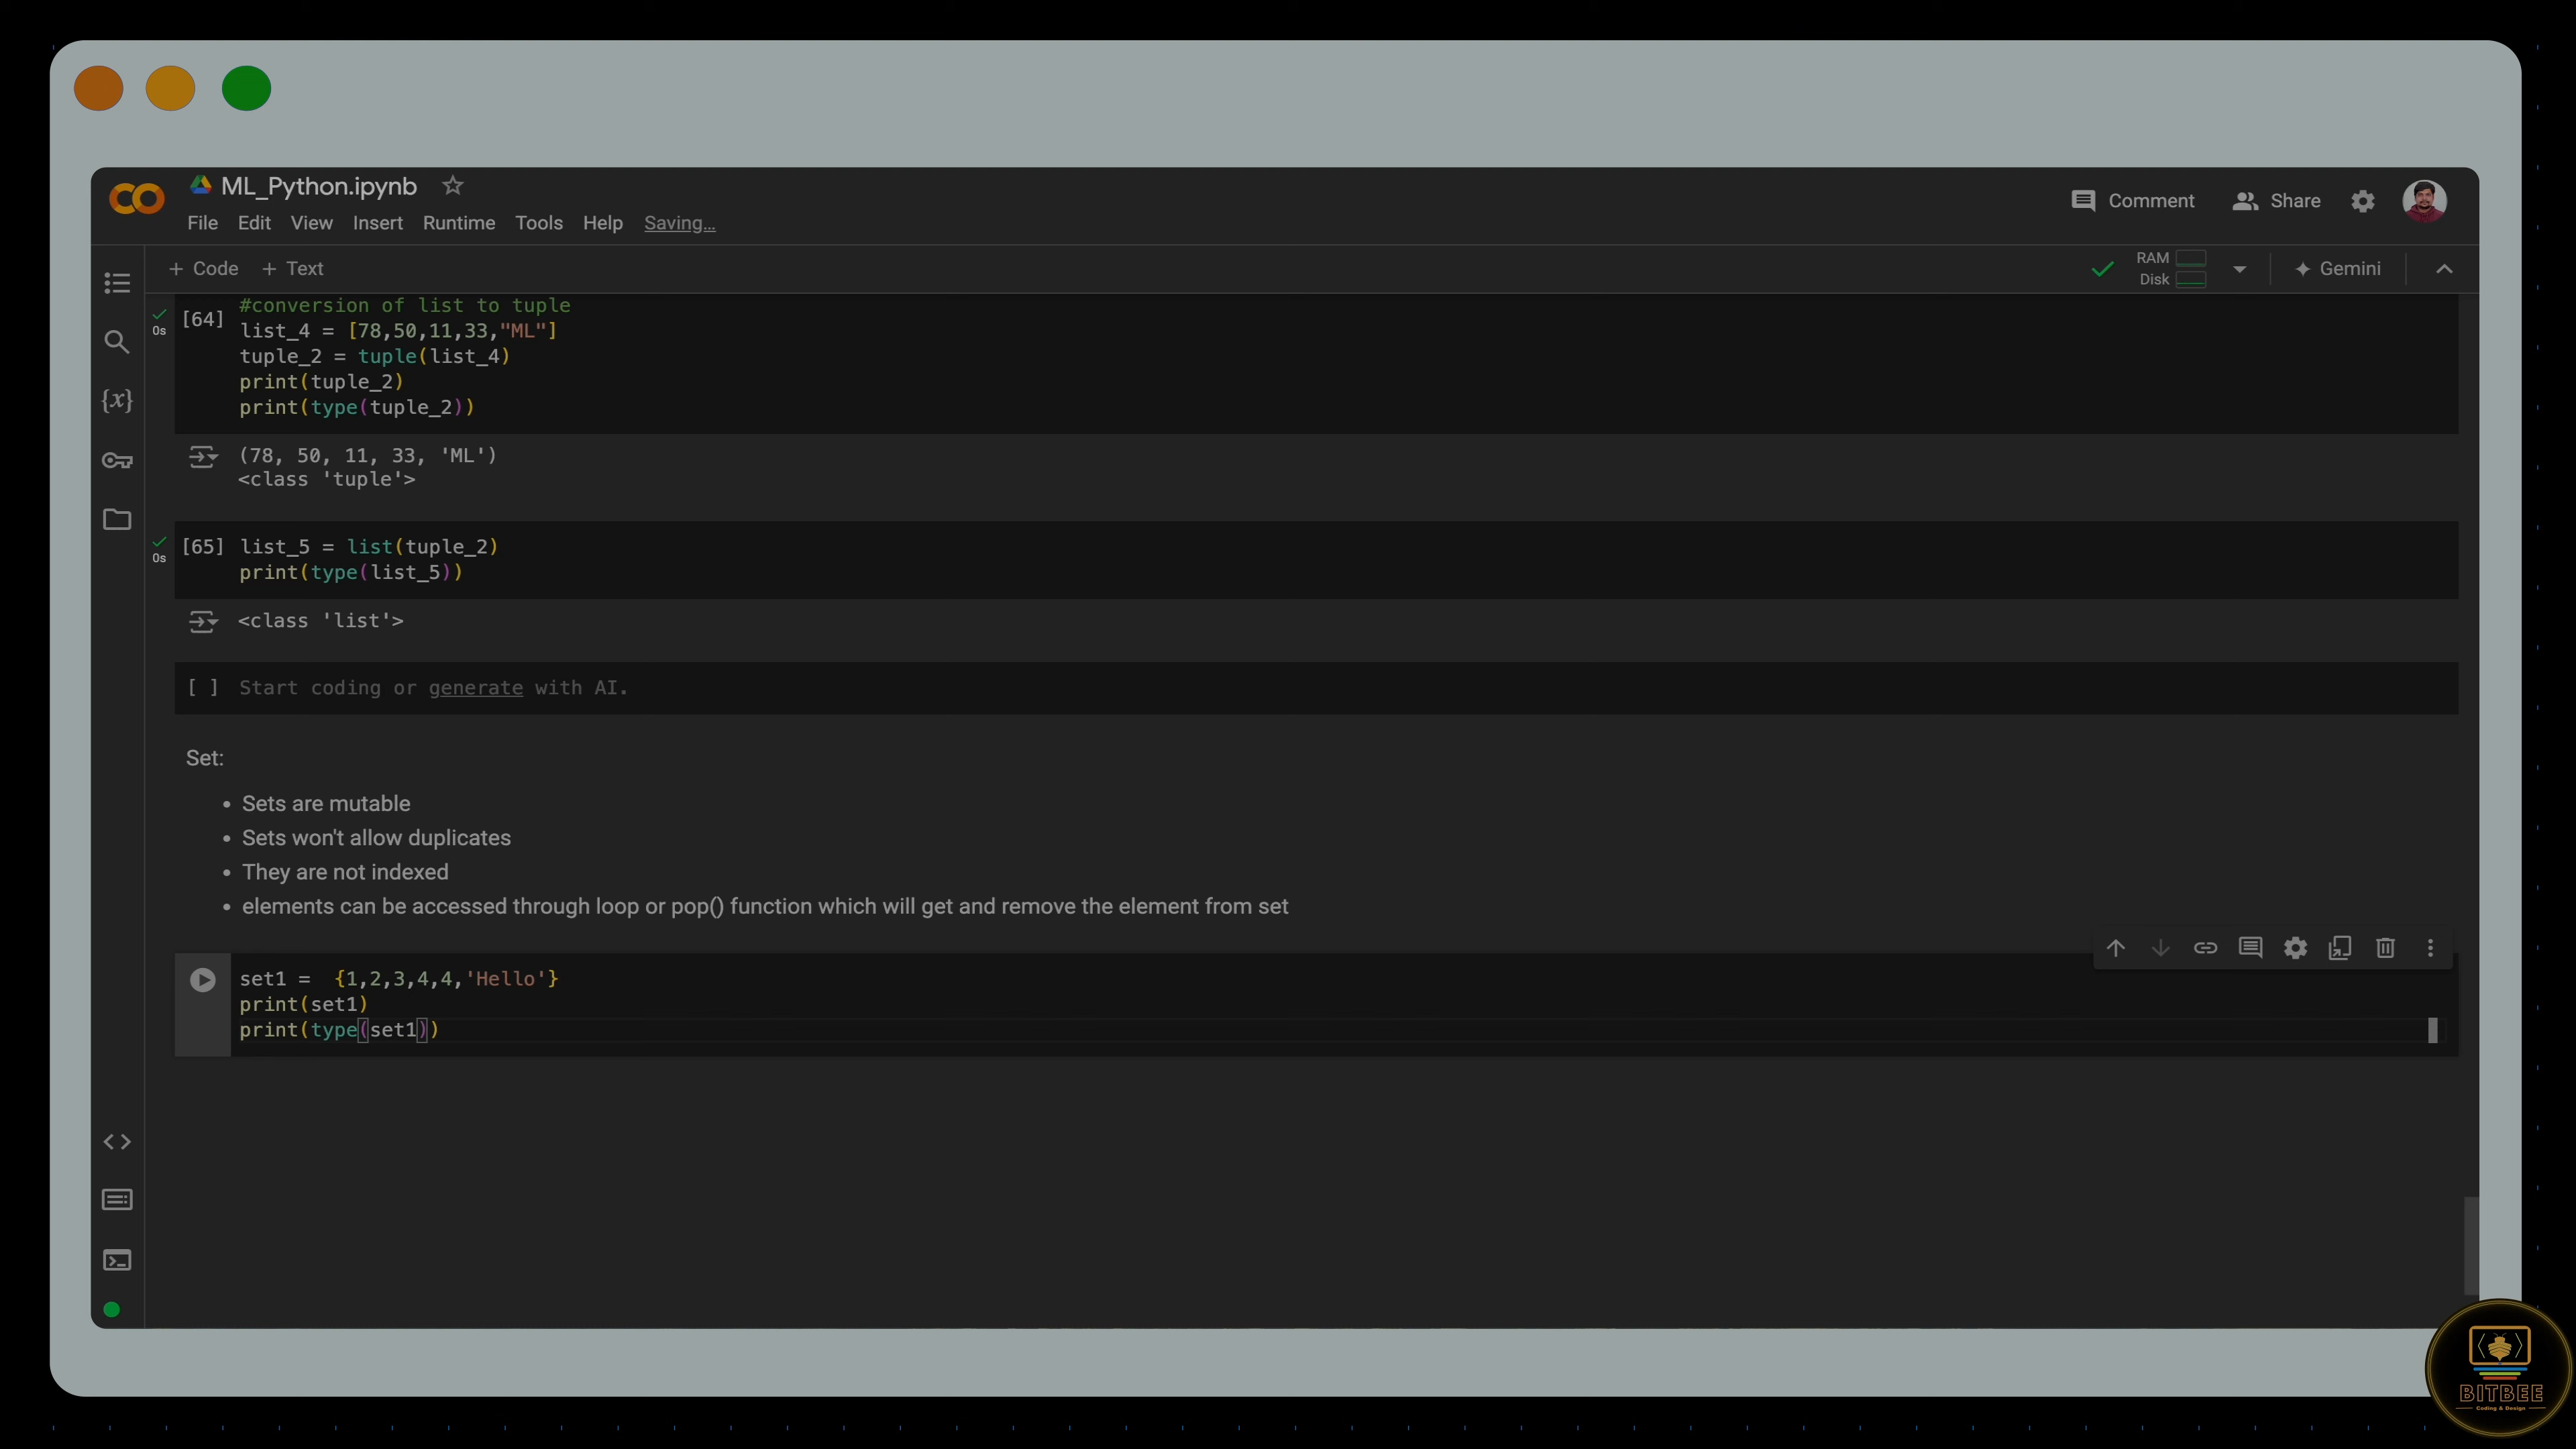 ML_Python.ipynb
File Edit View Insert Runtime Tools Help Saving...
Comment Share
+ Code + Text
RAM
Disk
Gemini
#conversion of list to tuple
[64]
0s
list_4 = [78,50,11,33,"ML"]
tuple_2 = tuple(list_4)
print(tuple_2)
print(type(tuple_2))
(78, 50, 11, 33, 'ML')
<class 'tuple'>
[65] list_5 = list(tuple_2)
0s
print(type(list_5))
<class 'list'>
[ ] Start coding or generate with AI.
Set:
• Sets are mutable
• Sets won't allow duplicates
• They are not indexed
• elements can be accessed through loop or pop() function which will get and remove the element from set
set1 =  {1,2,3,4,4,'Hello'}
print(set1)
print(type(set1))
{x}
BITBEE
Coding & Design